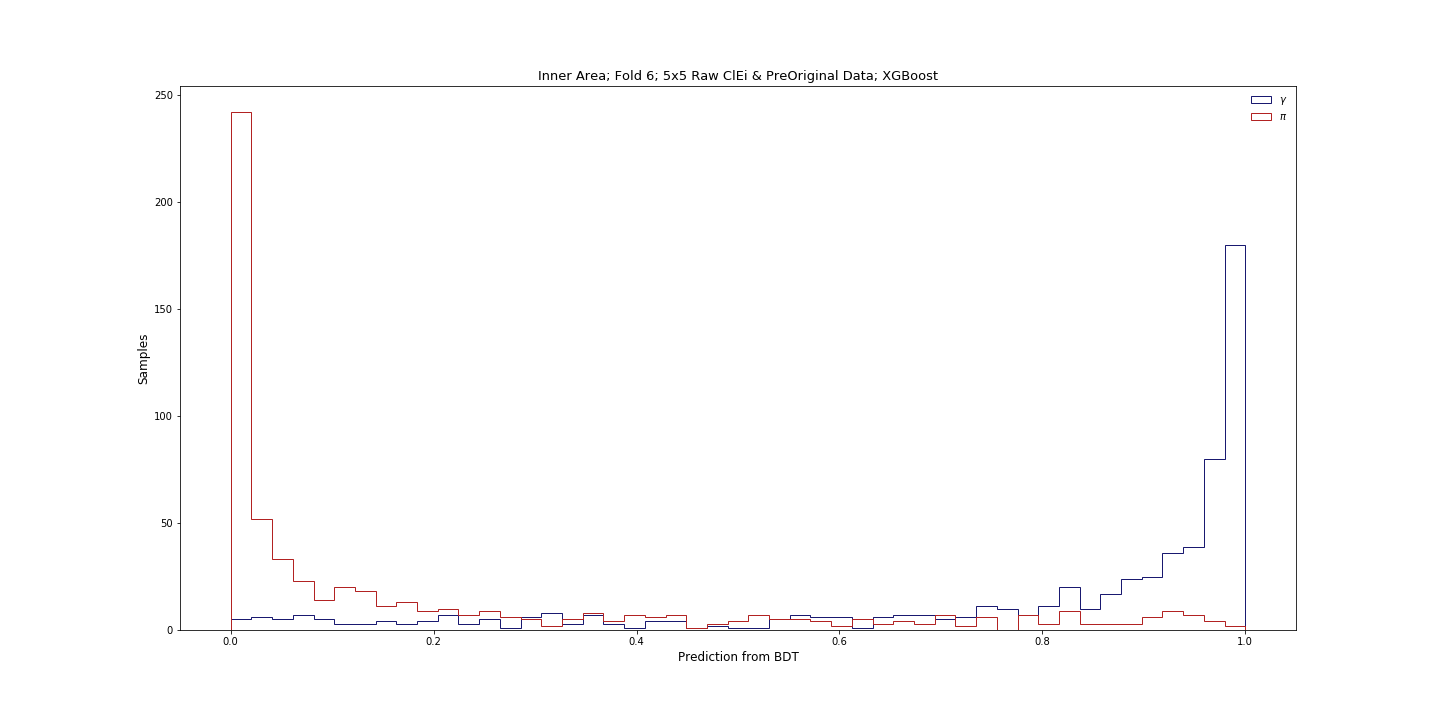 Inner Area; Fold 6; 5x5 Raw ClEi & PreOriginal Data; XGBoost
250
200
150
100
50
0
Samples
γ
π
0.0 0.2 0.4 0.6 0.8 1.0
Prediction from BDT